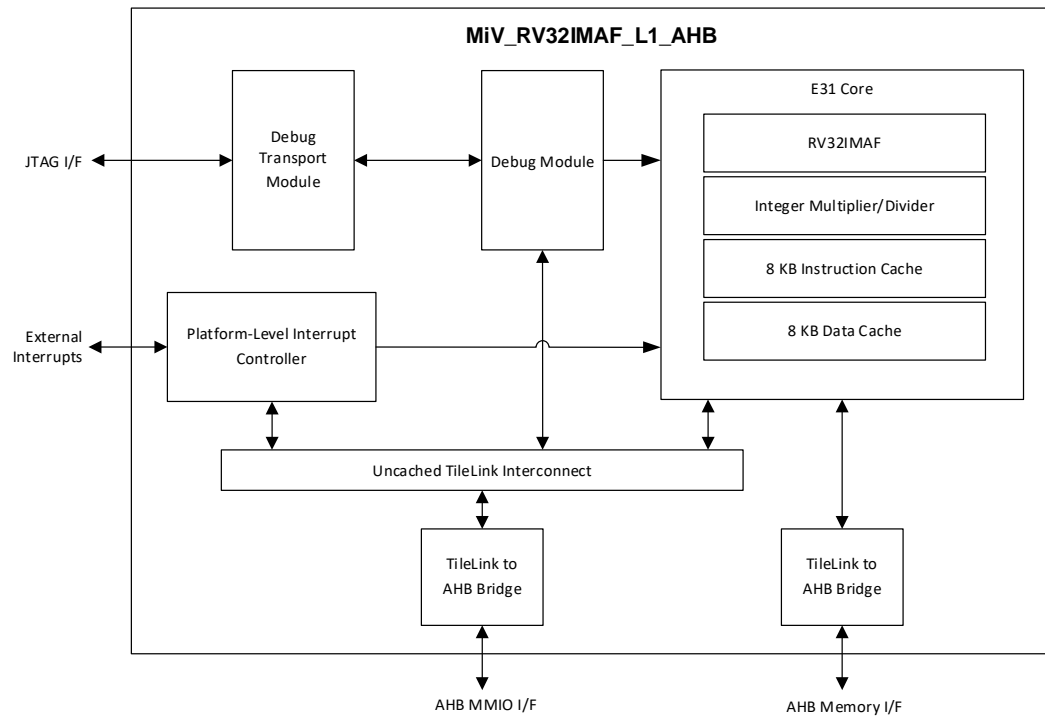 MiV_RV32IMAF_L1_AHB
E31 Core
Debug
Transport
Module
Debug Module
RV32IMAF
JTAG I/F
Integer Multiplier/Divider
8 KB Instruction Cache
8 KB Data Cache
External
Interrupts
Platform-Level Interrupt
Controller
Uncached TileLink Interconnect
TileLink to
AHB Bridge
TileLink to
AHB Bridge
AHB MMIO I/F
AHB Memory I/F